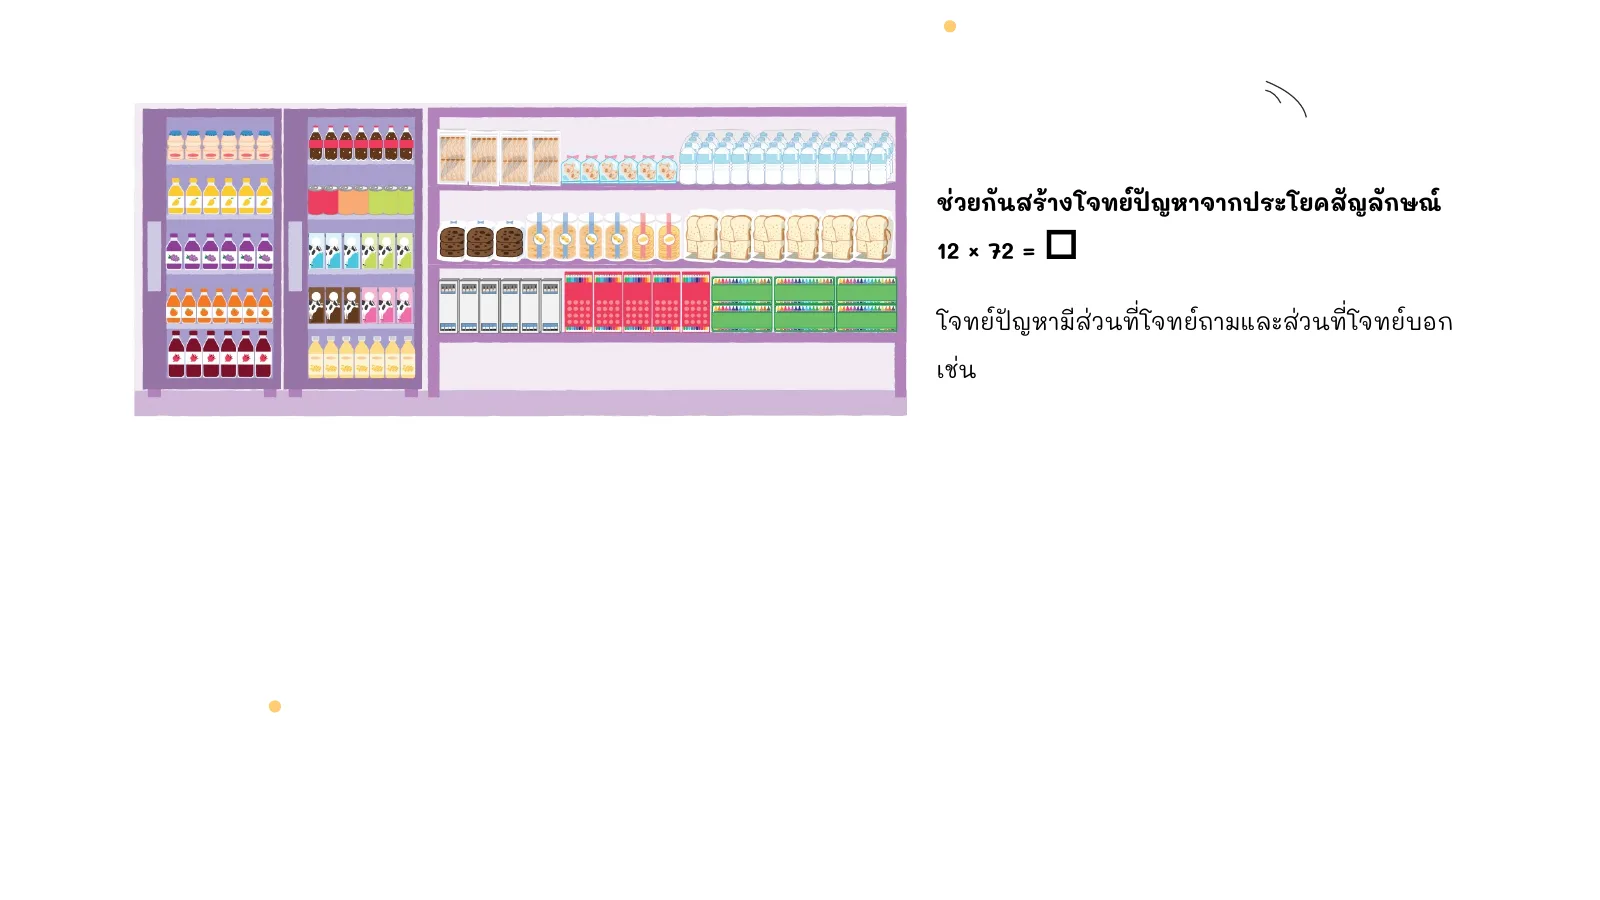 ช่วยกันสร้างโจทย์ปัญหาจากประโยคสัญลักษณ์
12 × 72 = □
โจทย์ปัญหามีส่วนที่โจทย์ถามและส่วนที่โจทย์บอก
เช่น